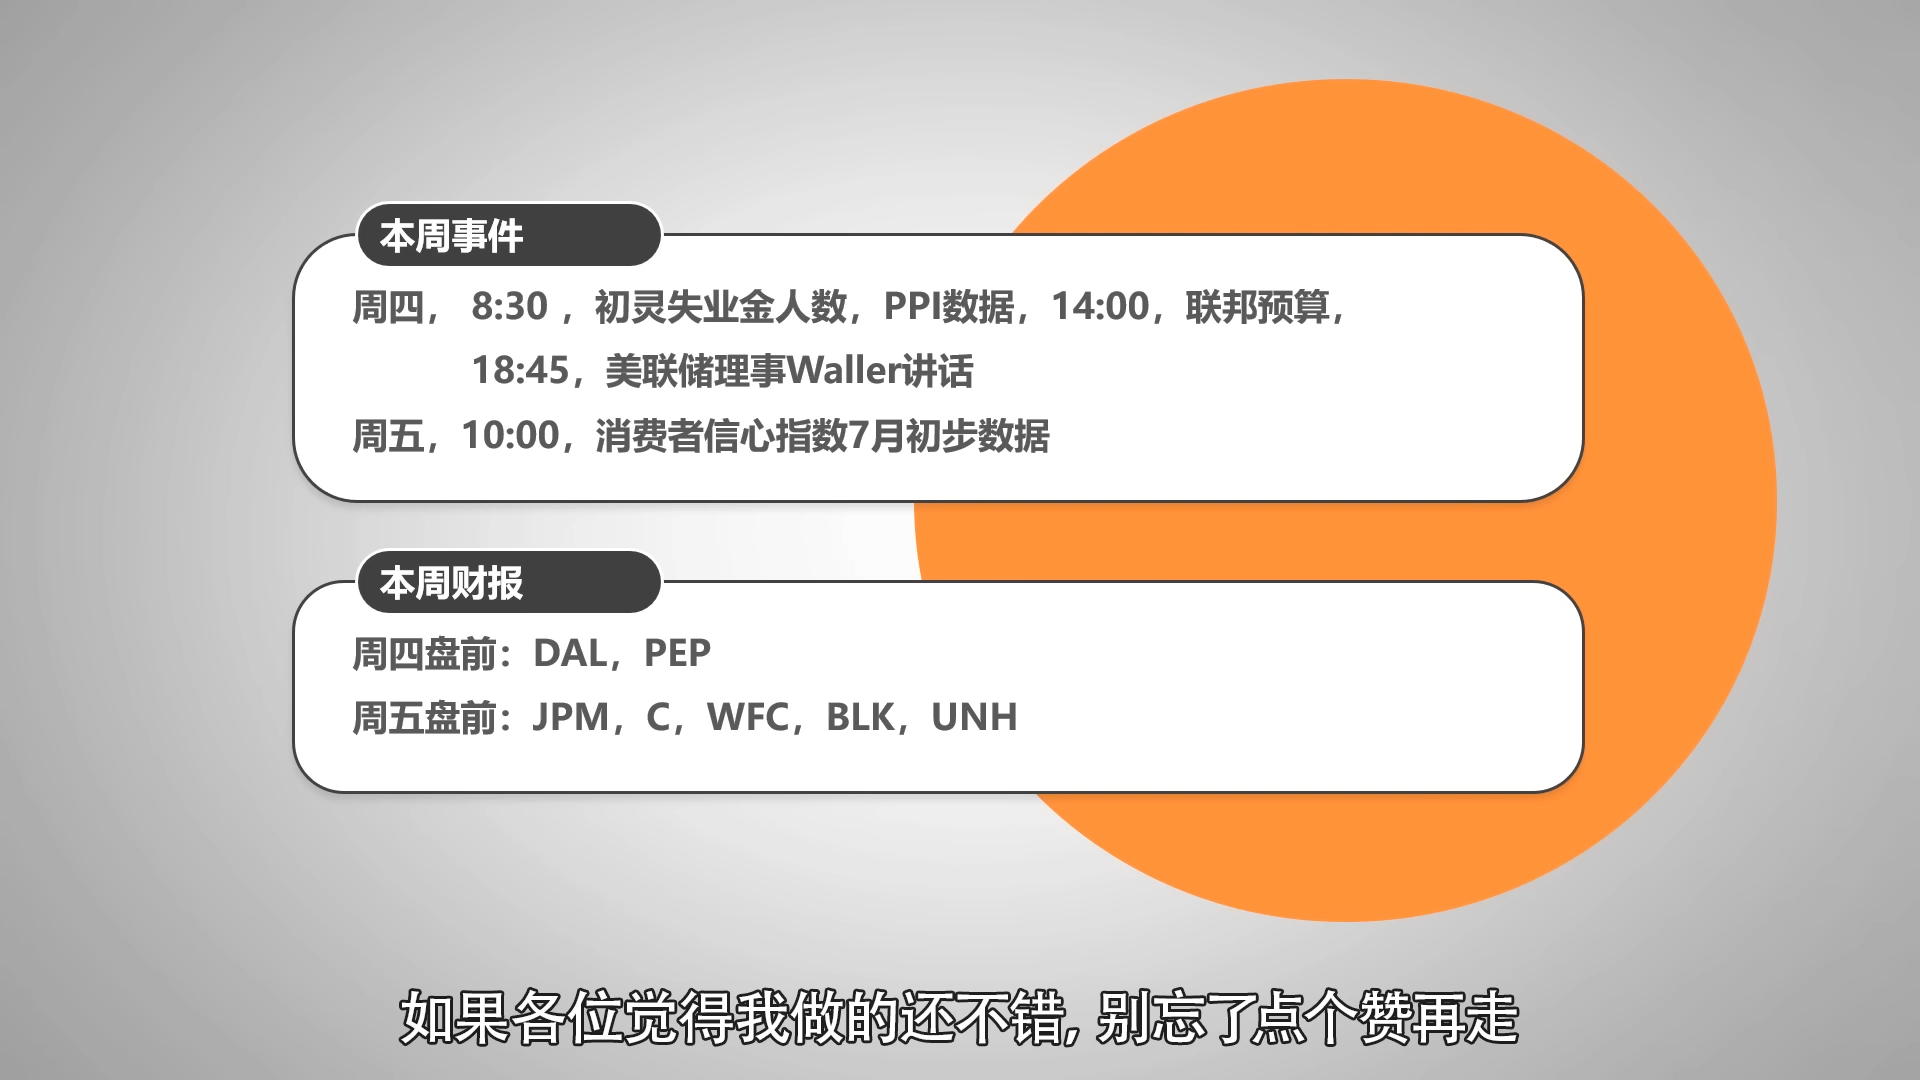 本周事件
周四， 8:30 ，初灵失业金人数，PPI数据，14:00，联邦预算，
18:45，美联储理事Waller讲话
周五，10:00，消费者信心指数7月初步数据
本周财报
周四盘前：DAL，PEP
周五盘前：JPM，C，WFC，BLK，UNH
如果各位觉得我做的还不错，别忘了点个赞再走